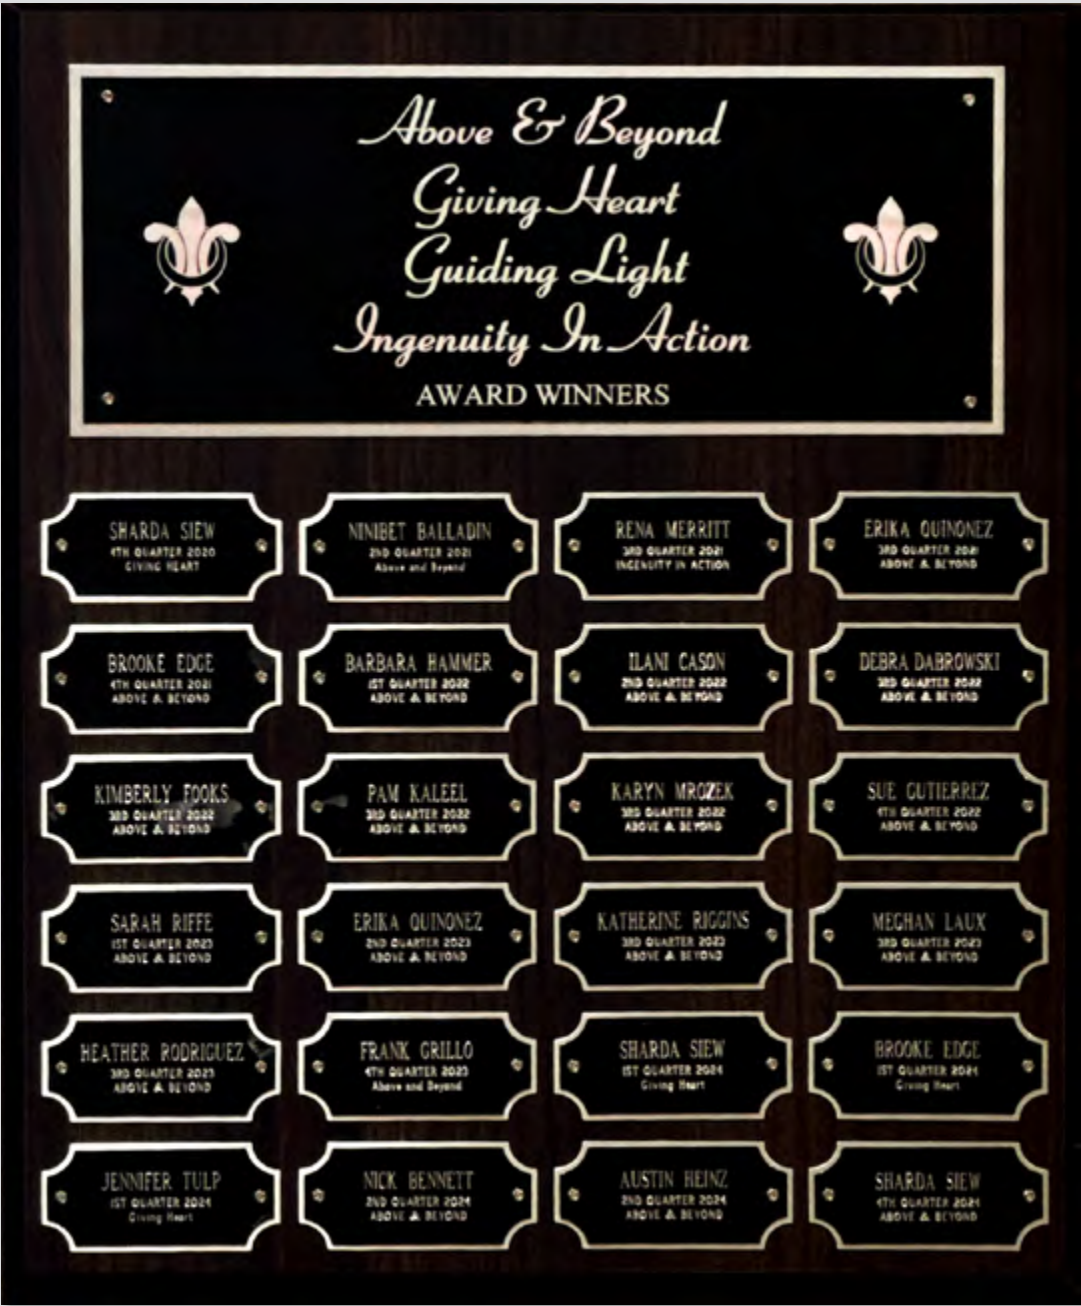 Above & Beyond
Giving Heart
Guiding Light
Ingenuity In Action
AWARD WINNERS
SHARDA SIEW
4TH QUARTER 2020
GIVING HEART
NINIBET BALLADIN
2ND QUARTER 2021
Above and Beyond
RENA MERRITT
3RD QUARTER 2021
INGENUITY IN ACTION
ERIKA QUINONEZ
3RD QUARTER 2021
ABOVE & BEYOND
BROOKE EDGE
4TH QUARTER 2021
ABOVE & BEYOND
BARBARA HAMMER
1ST QUARTER 2022
ABOVE & BEYOND
ILANI CASON
2ND QUARTER 2022
ABOVE & BEYOND
DEBRA DABROWSKI
3RD QUARTER 2022
ABOVE & BEYOND
KIMBERLY FOOKS
3RD QUARTER 2022
ABOVE & BEYOND
PAM KALEEL
3RD QUARTER 2022
ABOVE & BEYOND
KARYN MROZEK
3RD QUARTER 2022
ABOVE & BEYOND
SUE GUTIERREZ
4TH QUARTER 2022
ABOVE & BEYOND
SARAH RIFFE
1ST QUARTER 2023
ABOVE & BEYOND
ERIKA QUINONEZ
2ND QUARTER 2023
ABOVE & BEYOND
KATHERINE RIGGINS
3RD QUARTER 2023
ABOVE & BEYOND
MEGHAN LAUX
3RD QUARTER 2023
ABOVE & BEYOND
HEATHER RODRIGUEZ
3RD QUARTER 2023
ABOVE & BEYOND
FRANK GRILLO
4TH QUARTER 2023
Above and Beyond
SHARDA SIEW
1ST QUARTER 2024
Giving Heart
BROOKE EDGE
1ST QUARTER 2024
Giving Heart
JENNIFER TULP
1ST QUARTER 2024
Giving Heart
NICK BENNETT
2ND QUARTER 2024
ABOVE & BEYOND
AUSTIN HEINZ
2ND QUARTER 2024
ABOVE & BEYOND
SHARDA SIEW
4TH QUARTER 2024
ABOVE & BEYOND